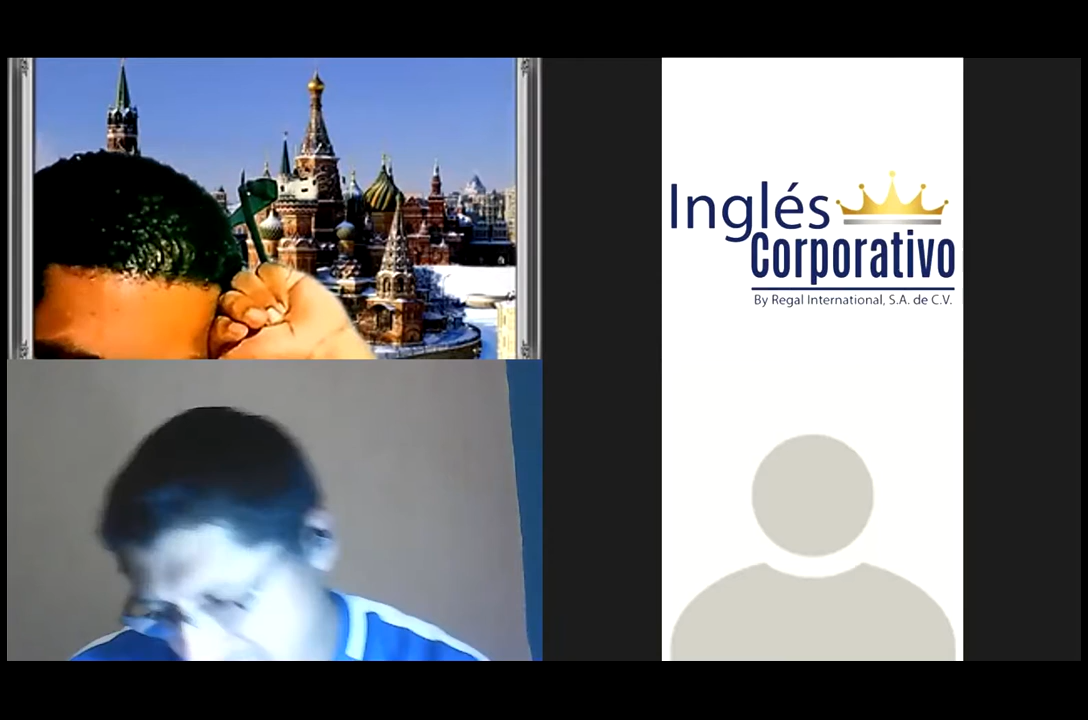 Inglés
Corporativo
By Regal International, S.A. de C.V.